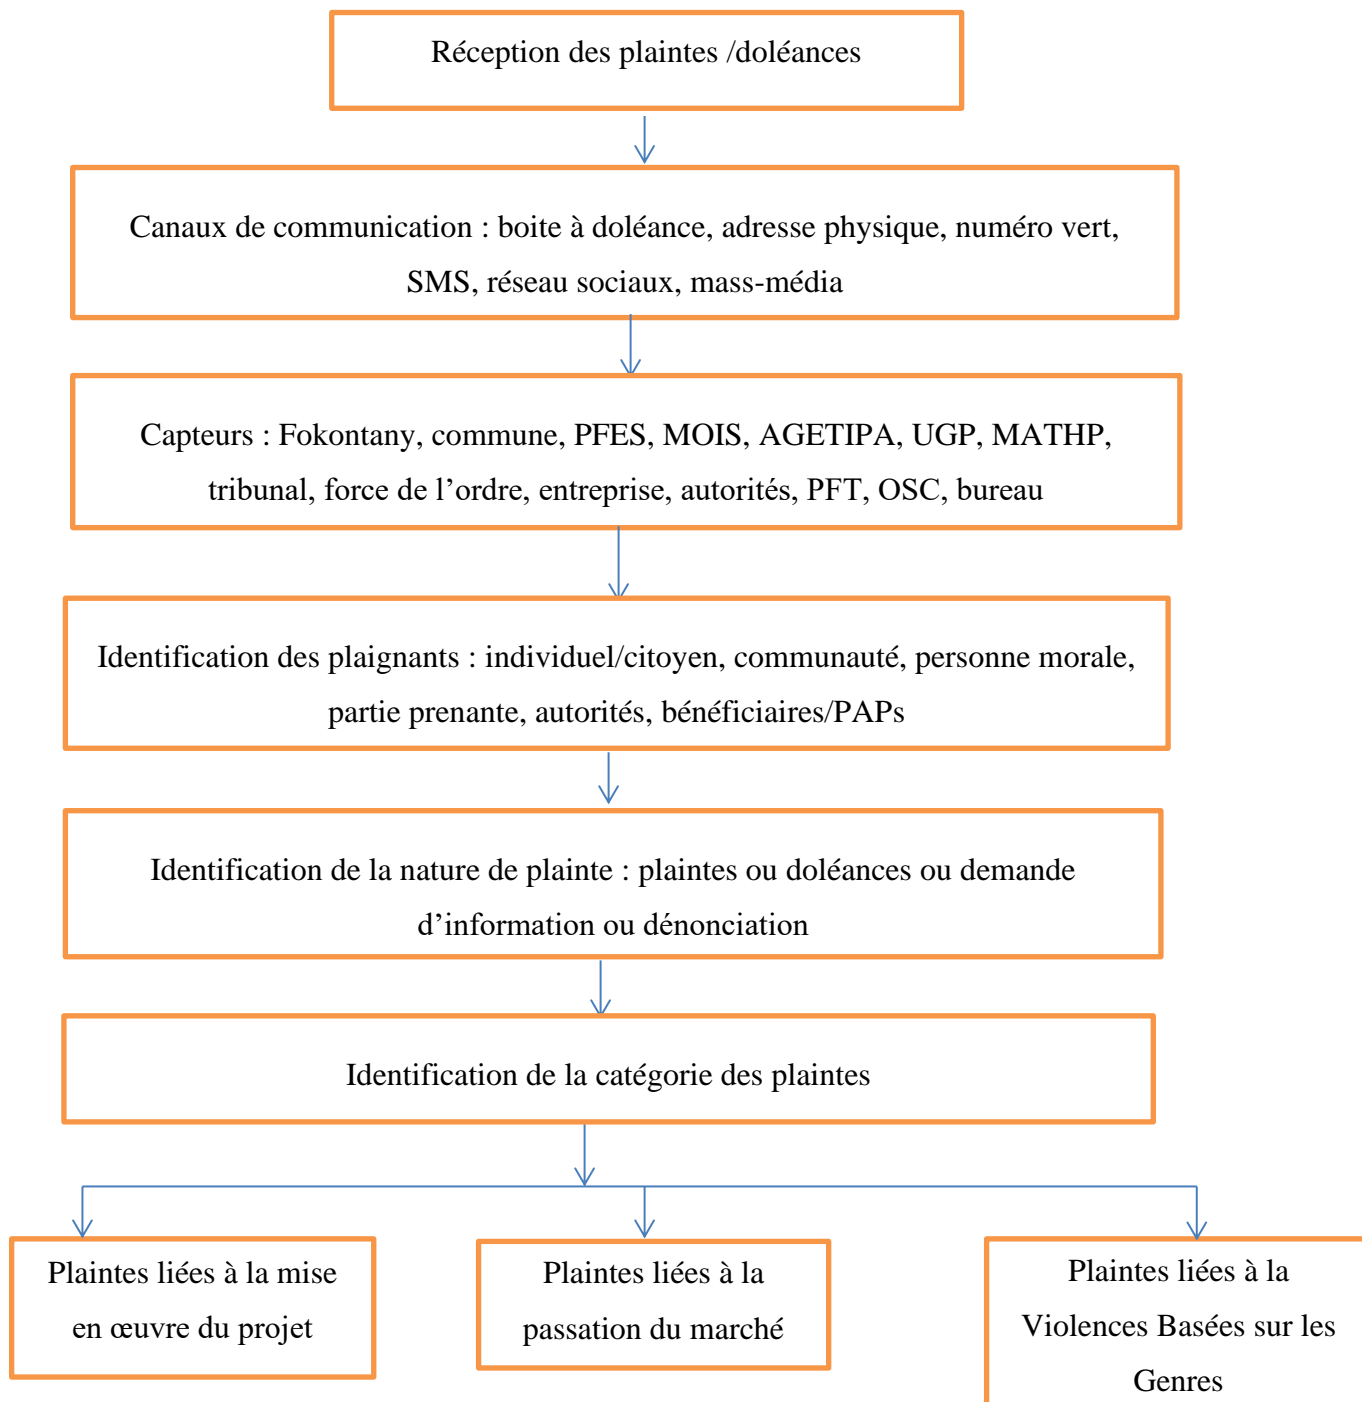 Réception des plaintes /doléances
Canaux de communication : boite à doléance, adresse physique, numéro vert,
SMS, réseau sociaux, mass-média
Capteurs : Fokontany, commune, PFES, MOIS, AGETIPA, UGP, MATHP,
tribunal, force de l’ordre, entreprise, autorités, PFT, OSC, bureau
Identification des plaignants : individuel/citoyen, communauté, personne morale,
partie prenante, autorités, bénéficiaires/PAPs
Identification de la nature de plainte : plaintes ou doléances ou demande
d’information ou dénonciation
Identification de la catégorie des plaintes
Plaintes liées à la mise
en œuvre du projet
Plaintes liées à la
passation du marché
Plaintes liées à la
Violences Basées sur les
Genres